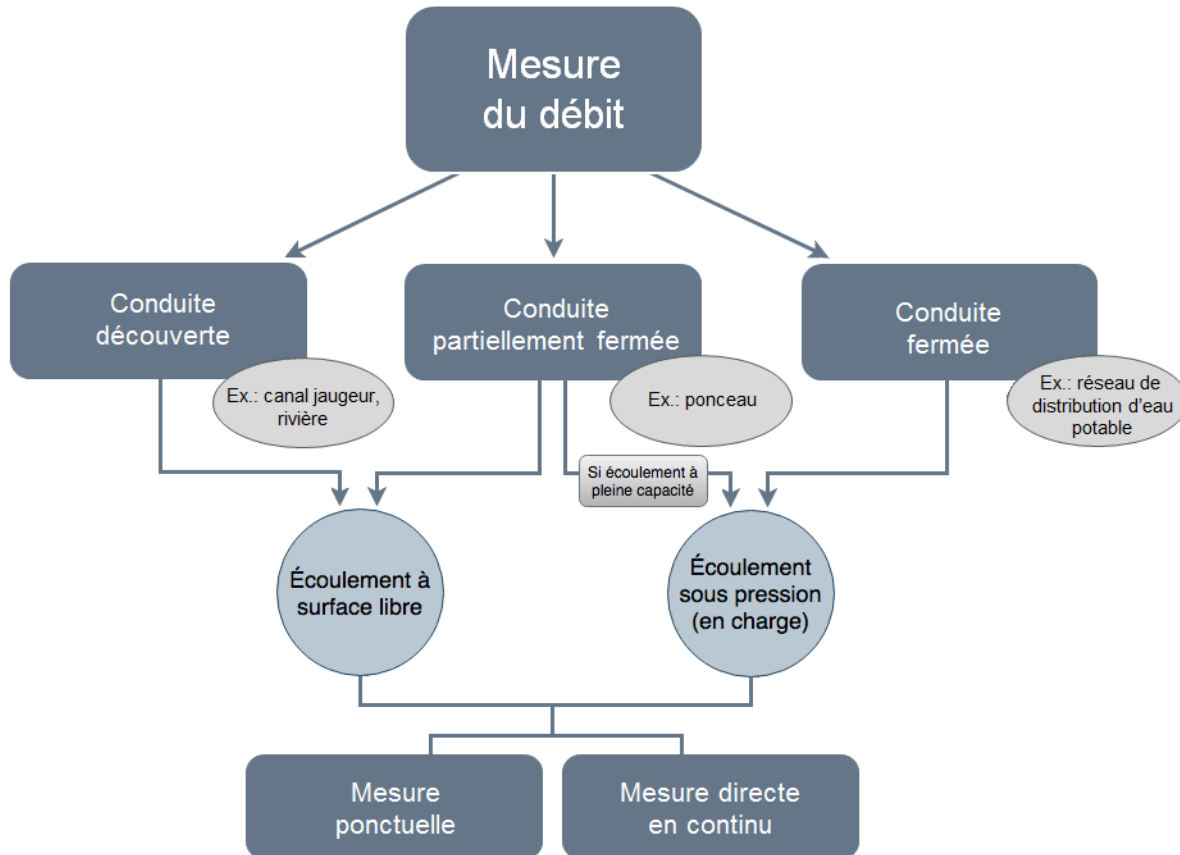 Mesure
du débit
Conduite
découverte
Conduite
partiellement fermée
Conduite
fermée
Ex.: canal jaugeur,
rivière
Ex.: ponceau
Ex.: réseau de
distribution d'eau
potable
Si écoulement à
pleine capacité
Écoulement à
surface libre
Écoulement
sous pression
(en charge)
Mesure
ponctuelle
Mesure directe
en continu